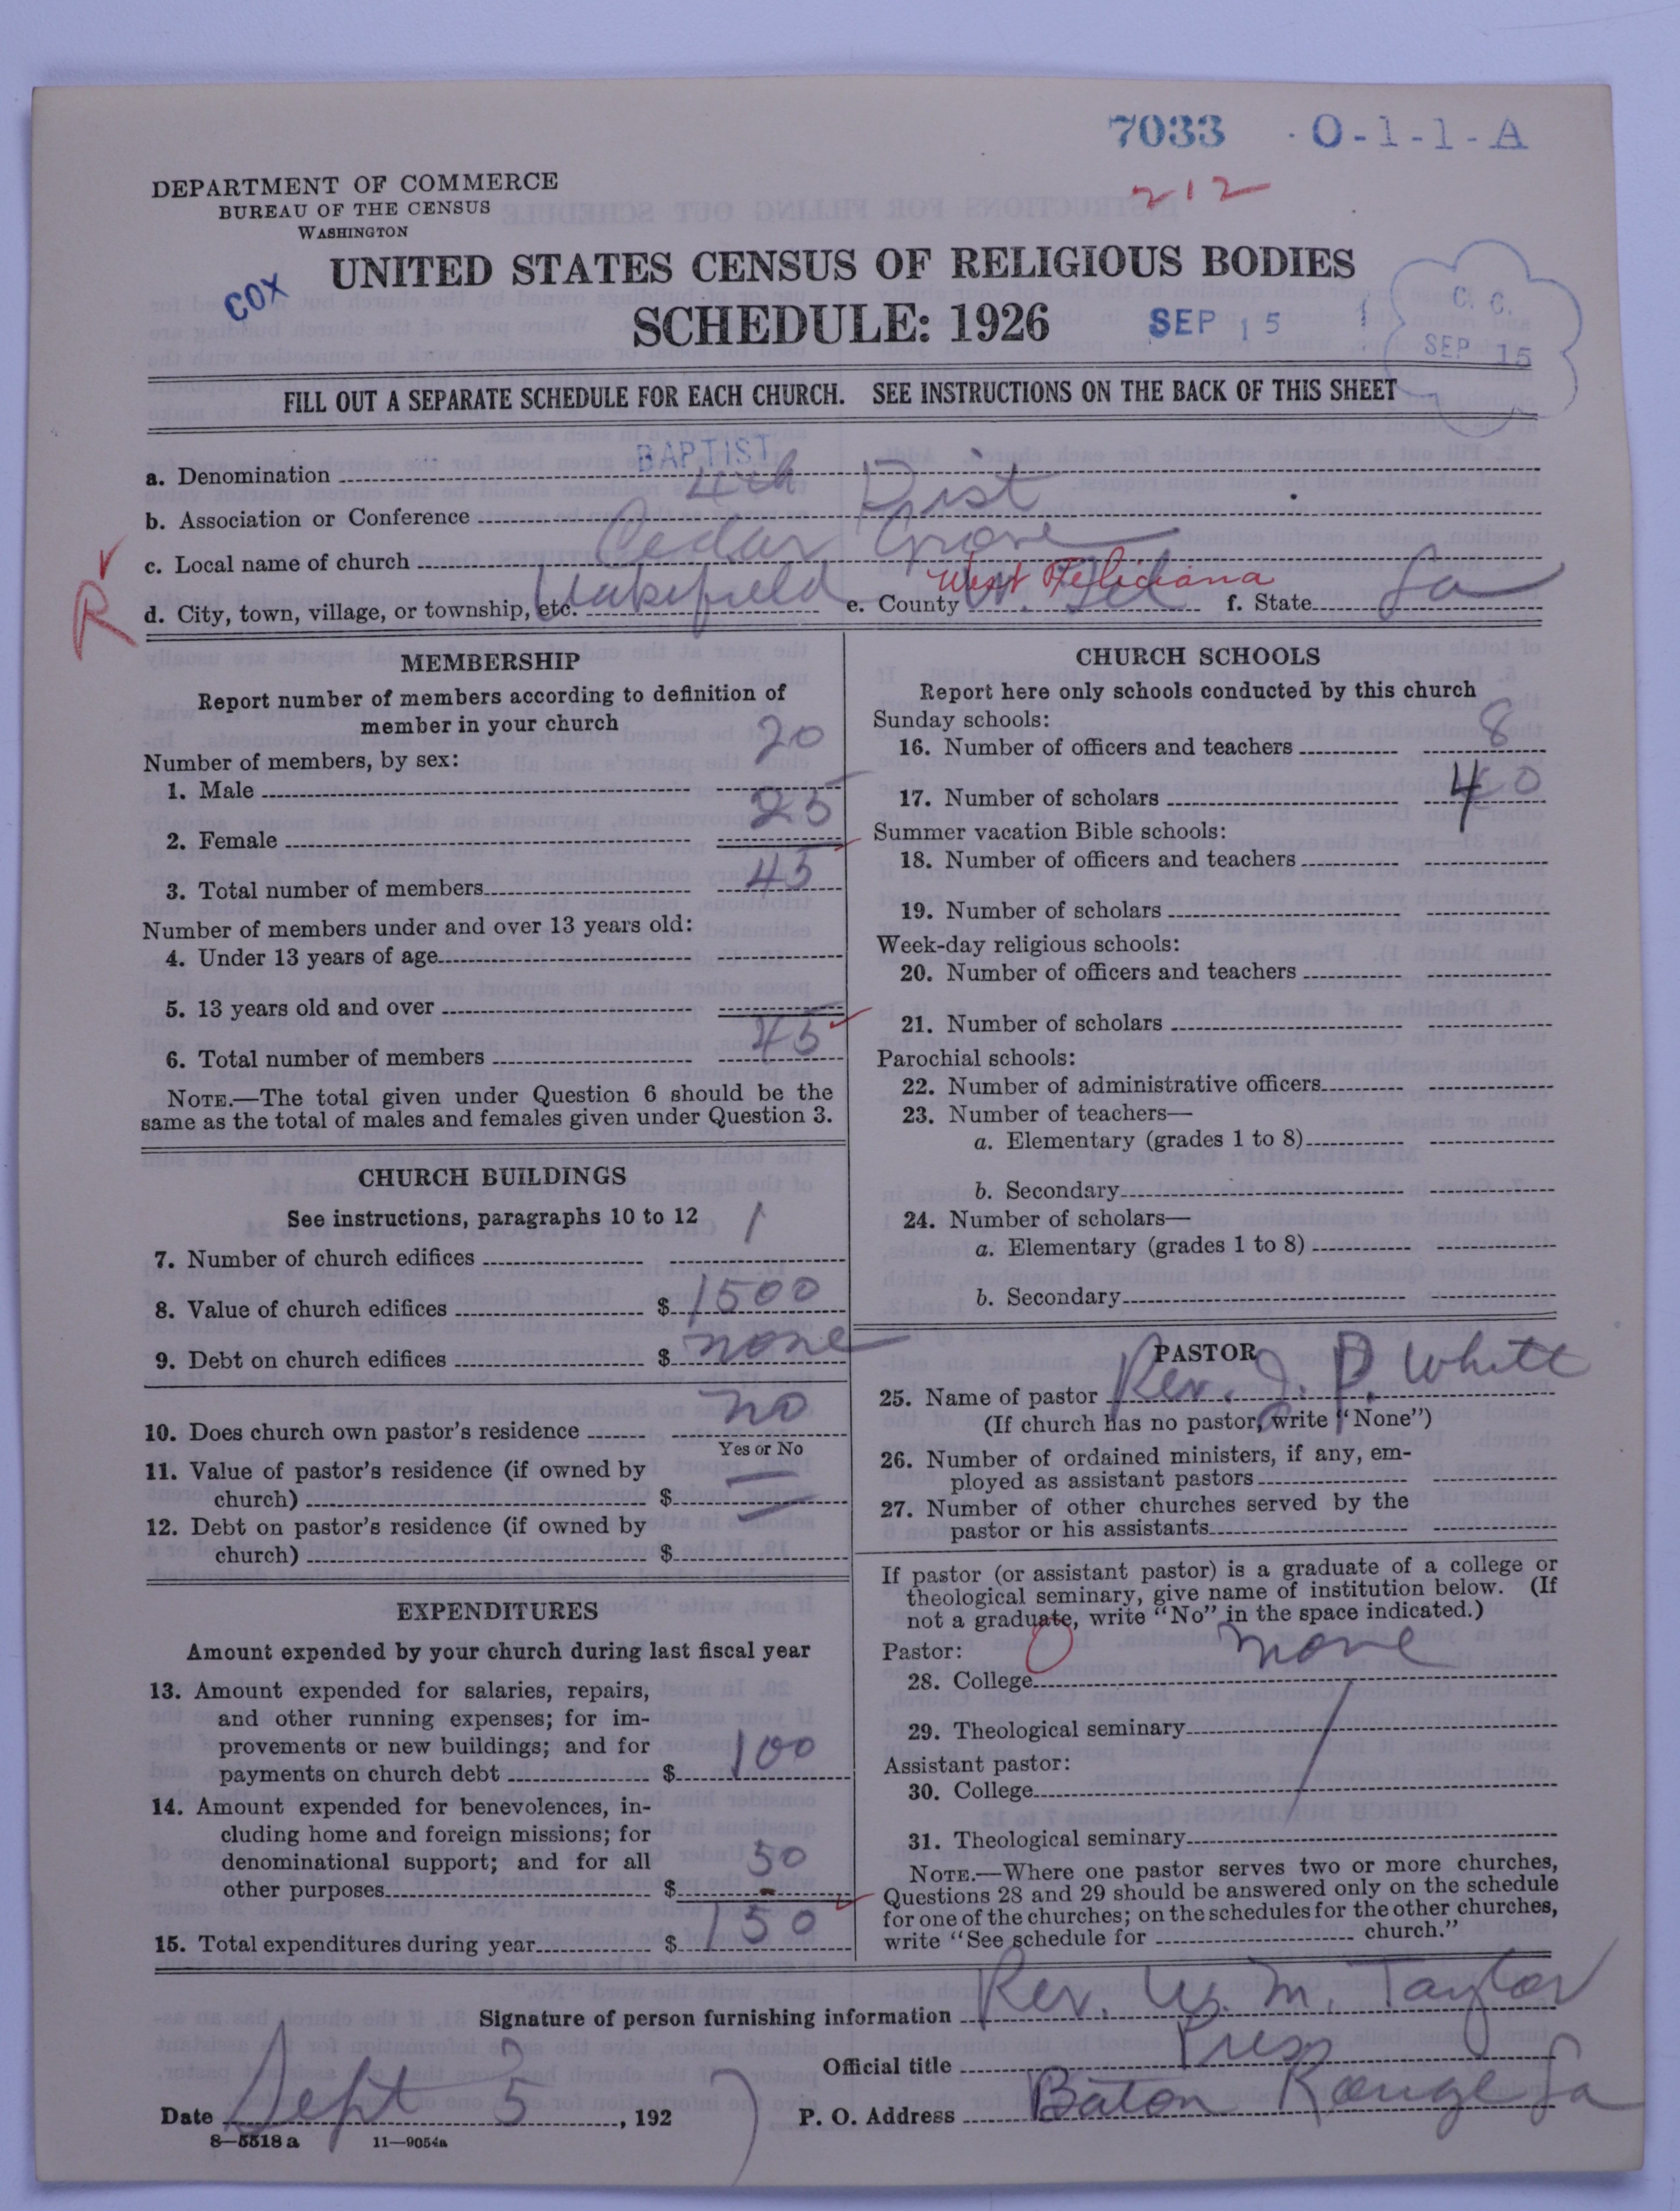 7033 O-1-1-A
212
DEPARTMENT OF COMMERCE
BUREAU OF THE CENSUS
WASHINGTON
COX
UNITED STATES CENSUS OF RELIGIOUS BODIES
SCHEDULE: 1926
SEP 15
C. C.
SEP 15
FILL OUT A SEPARATE SCHEDULE FOR EACH CHURCH. SEE INSTRUCTIONS ON THE BACK OF THIS SHEET
a. Denomination BAPTIST
b. Association or Conference 4th Dist
c. Local name of church Cedar Grove
R
d. City, town, village, or township, etc. Wakefield e. County W. Fel West Feliciana f. State La
MEMBERSHIP
Report number of members according to definition of
member in your church
Number of members, by sex:
1. Male 20
2. Female 25
3. Total number of members 45
Number of members under and over 13 years old:
4. Under 13 years of age
5. 13 years old and over
6. Total number of members 45
NOTE.—The total given under Question 6 should be the
same as the total of males and females given under Question 3.
CHURCH BUILDINGS
See instructions, paragraphs 10 to 12
7. Number of church edifices 1
8. Value of church edifices $ 1500
9. Debt on church edifices $ none
10. Does church own pastor's residence no
Yes or No
11. Value of pastor's residence (if owned by
church) $ —
12. Debt on pastor's residence (if owned by
church) $ —
EXPENDITURES
Amount expended by your church during last fiscal year
13. Amount expended for salaries, repairs,
and other running expenses; for im-
provements or new buildings; and for
payments on church debt $ 100
14. Amount expended for benevolences, in-
cluding home and foreign missions; for
denominational support; and for all
other purposes $ 50
15. Total expenditures during year $ 150
CHURCH SCHOOLS
Report here only schools conducted by this church
Sunday schools:
16. Number of officers and teachers 8
17. Number of scholars 40
Summer vacation Bible schools:
18. Number of officers and teachers
19. Number of scholars
Week-day religious schools:
20. Number of officers and teachers
21. Number of scholars
Parochial schools:
22. Number of administrative officers
23. Number of teachers—
a. Elementary (grades 1 to 8)
b. Secondary
24. Number of scholars—
a. Elementary (grades 1 to 8)
b. Secondary
PASTOR
25. Name of pastor Rev. J. P. White
(If church has no pastor, write "None")
26. Number of ordained ministers, if any, em-
ployed as assistant pastors
27. Number of other churches served by the
pastor or his assistants
If pastor (or assistant pastor) is a graduate of a college or
theological seminary, give name of institution below. (If
not a graduate, write "No" in the space indicated.)
Pastor:
28. College 0 none
29. Theological seminary
Assistant pastor:
30. College
31. Theological seminary
NOTE.—Where one pastor serves two or more churches,
Questions 28 and 29 should be answered only on the schedule
for one of the churches; on the schedules for the other churches,
write "See schedule for church."
Signature of person furnishing information Rev. W. M. Taylor
Official title Pres
Date Sept 5, 1927 P. O. Address Baton Rouge La
8—5518 a 11—9054a